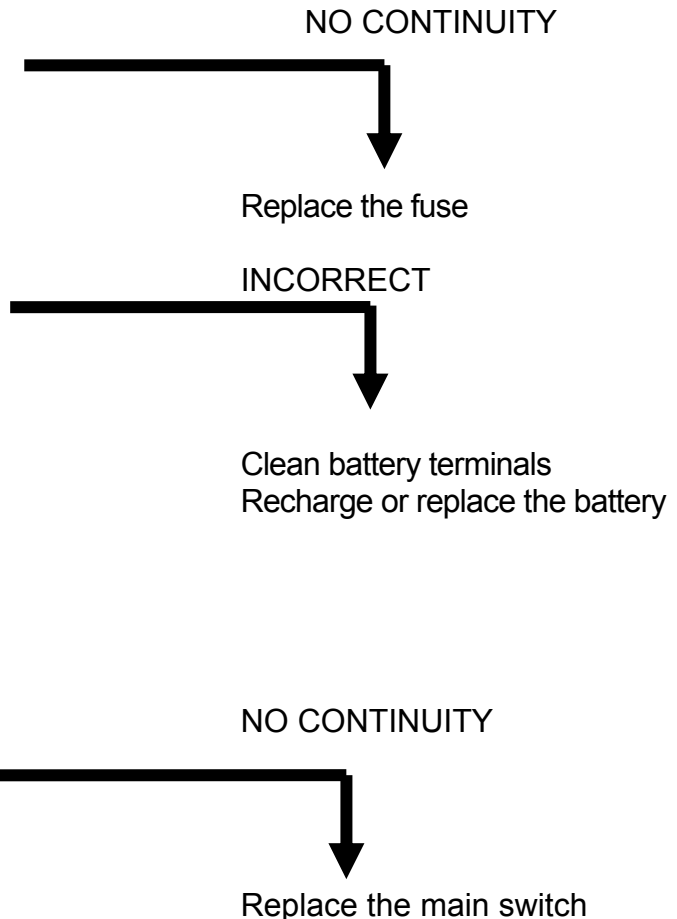 NO CONTINUITY
Replace the fuse
INCORRECT
Clean battery terminals
Recharge or replace the battery
NO CONTINUITY
Replace the main switch